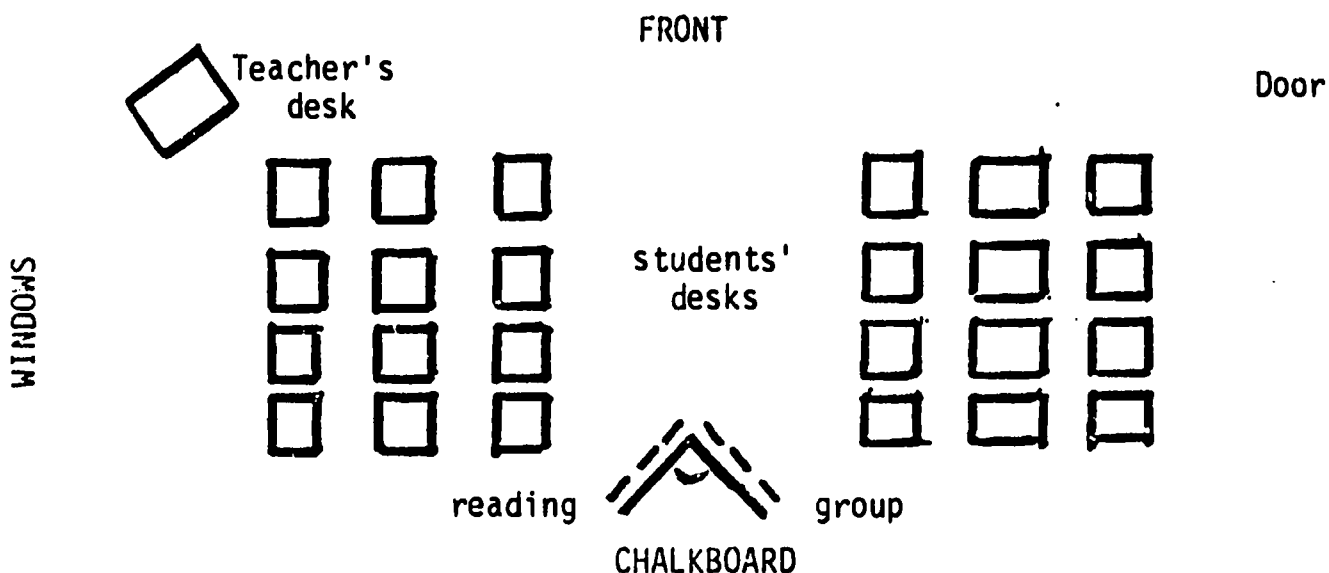 FRONT
Teacher's
desk
Door
WINDOWS
students'
desks
reading group
CHALKBOARD